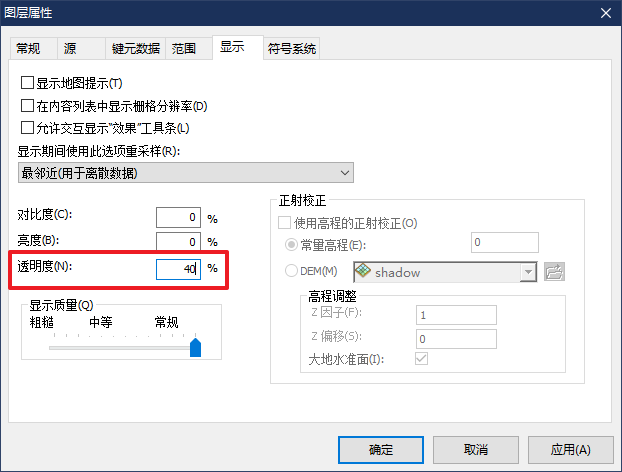 图层属性
常规 源 键元数据 范围 显示 符号系统
显示地图提示(T)
在内容列表中显示栅格分辨率(D)
允许交互显示“效果”工具条(L)
显示期间使用此选项重采样(R):
最邻近(用于离散数据)
对比度(C): 0 %
亮度(B): 0 %
透明度(N): 40 %
显示质量(Q)
粗糙 中等 常规
正射校正
使用高程的正射校正(O)
常量高程(E): 0
DEM(M) shadow
高程调整
Z 因子(F): 1
Z 偏移(S): 0
大地水准面(I):
确定 取消 应用(A)